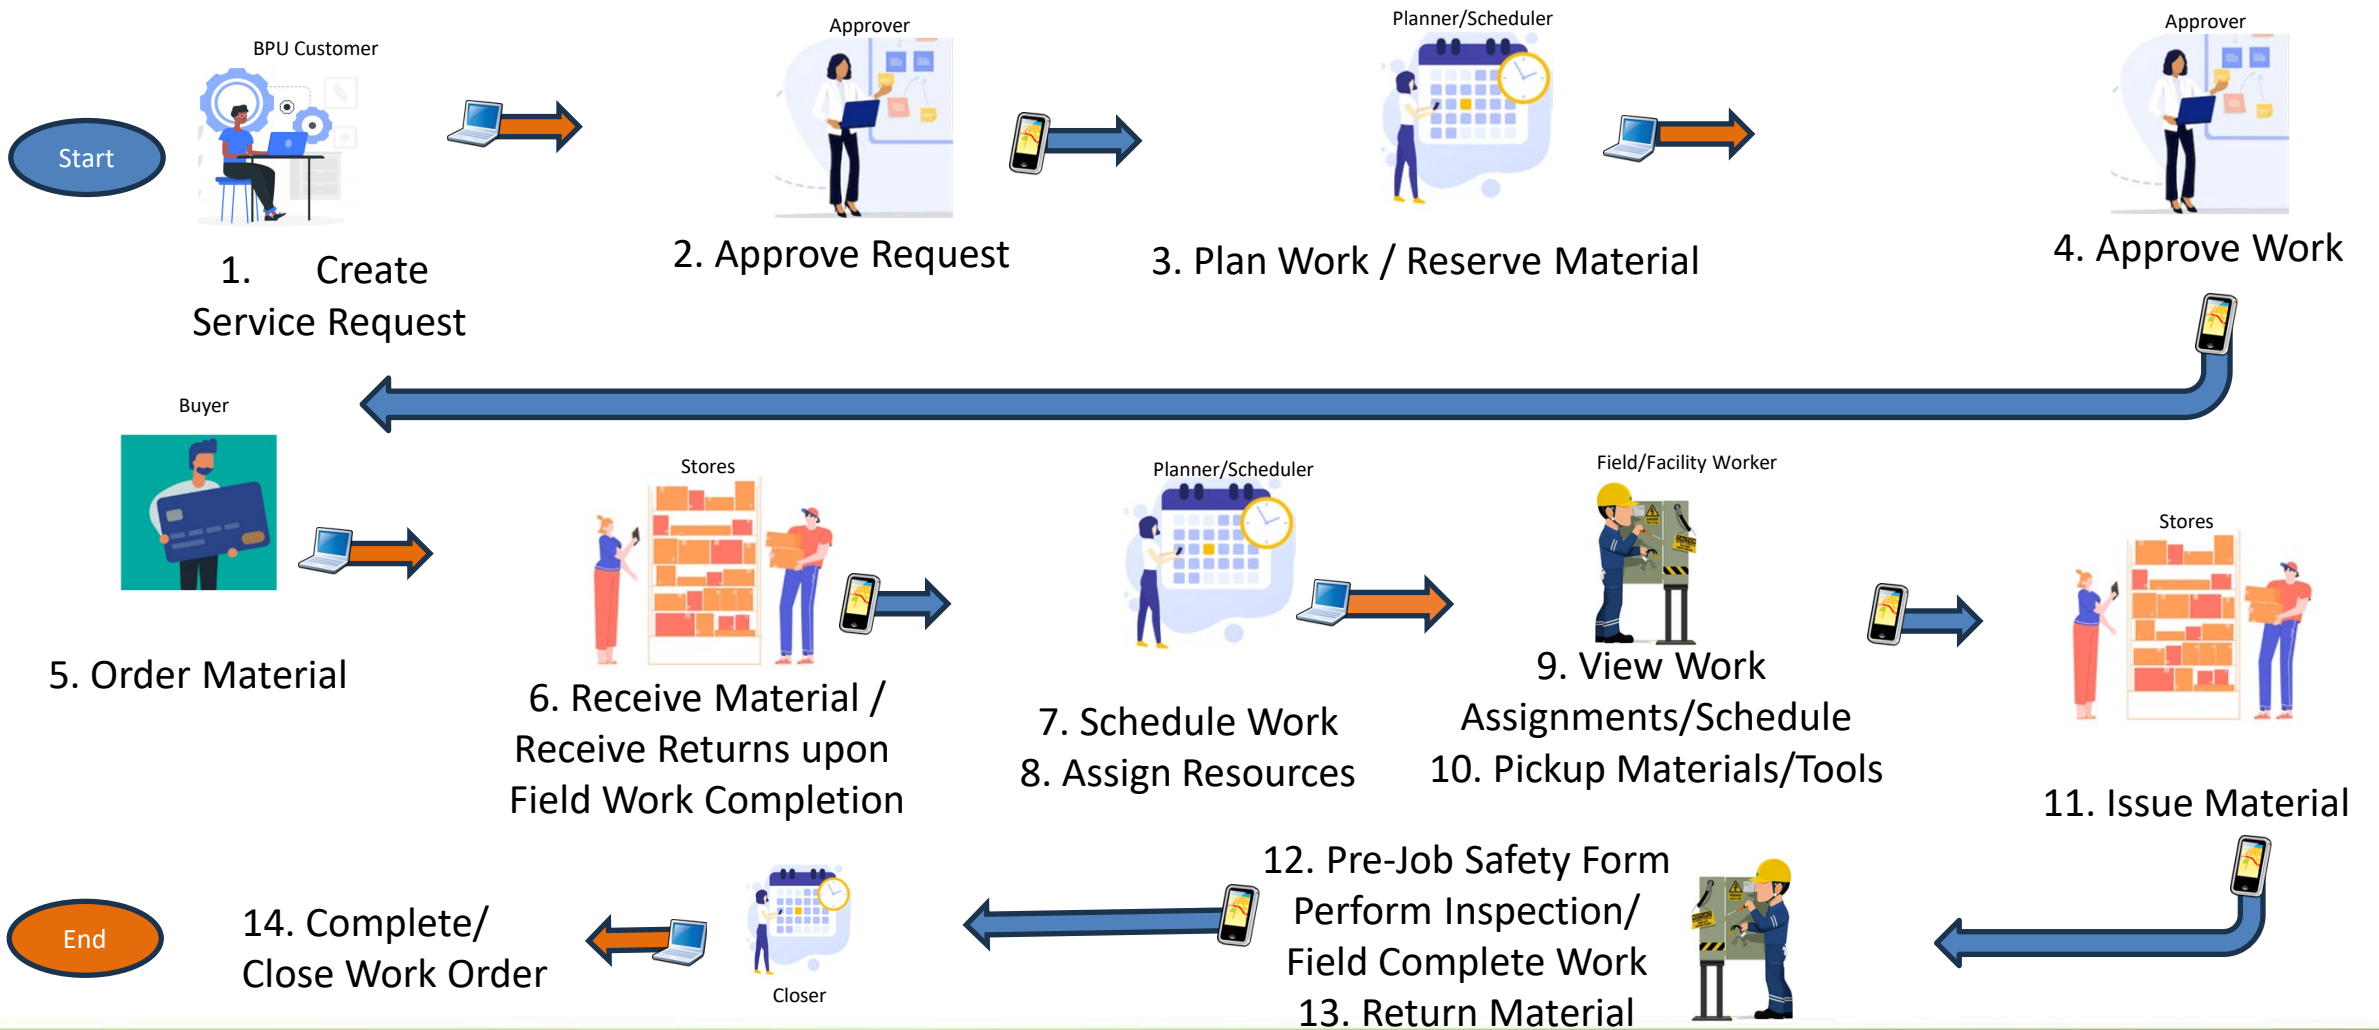 BPU Customer
Approver
Planner/Scheduler
Approver
Start
1. Create
Service Request
2. Approve Request
3. Plan Work / Reserve Material
4. Approve Work
Buyer
Stores
Planner/Scheduler
Field/Facility Worker
Stores
5. Order Material
6. Receive Material /
Receive Returns upon
Field Work Completion
7. Schedule Work
8. Assign Resources
9. View Work
Assignments/Schedule
10. Pickup Materials/Tools
11. Issue Material
12. Pre-Job Safety Form
Perform Inspection/
Field Complete Work
13. Return Material
Closer
14. Complete/
Close Work Order
End